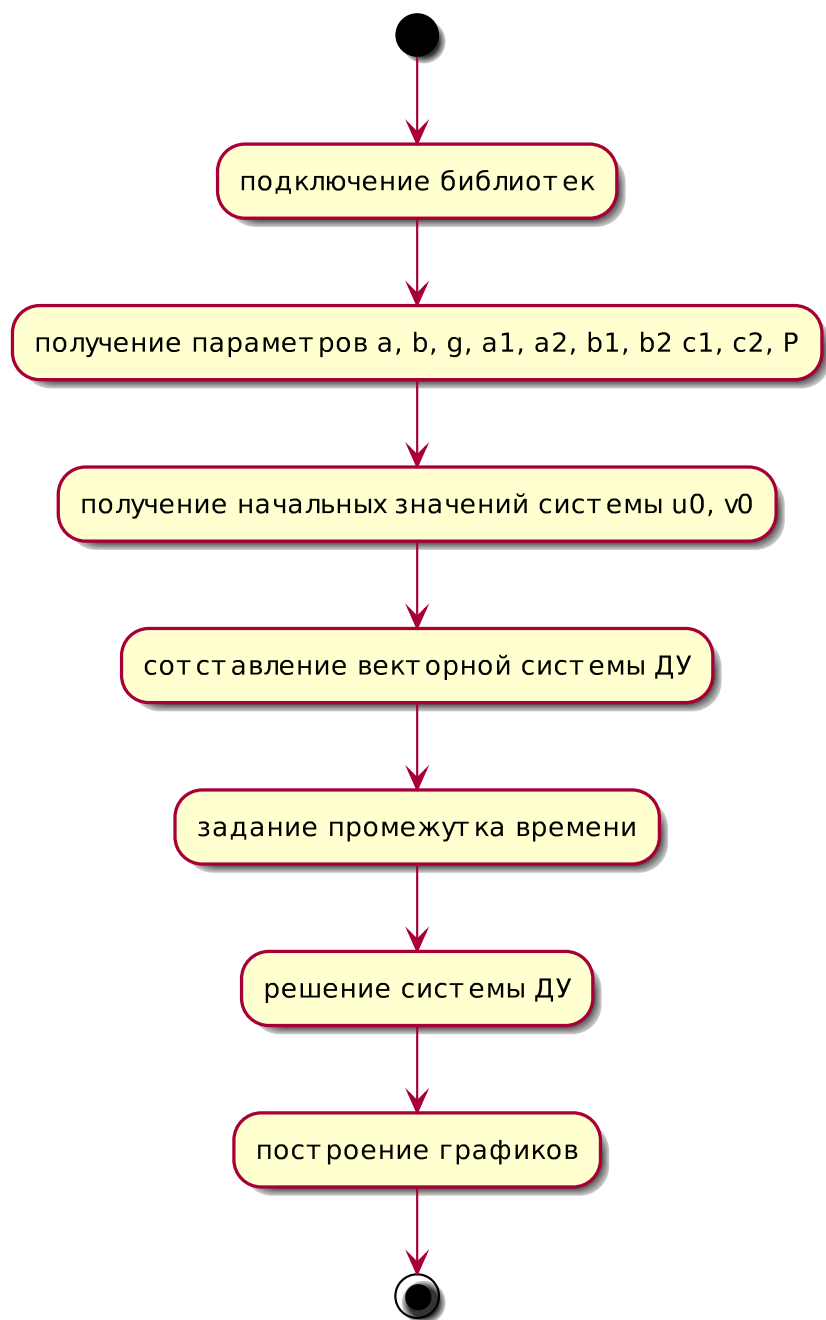 подключение библиотек
получение параметров a, b, g, a1, a2, b1, b2 c1, c2, P
получение начальных значений системы u0, v0
сотставление векторной системы ДУ
задание промежутка времени
решение системы ДУ
построение графиков